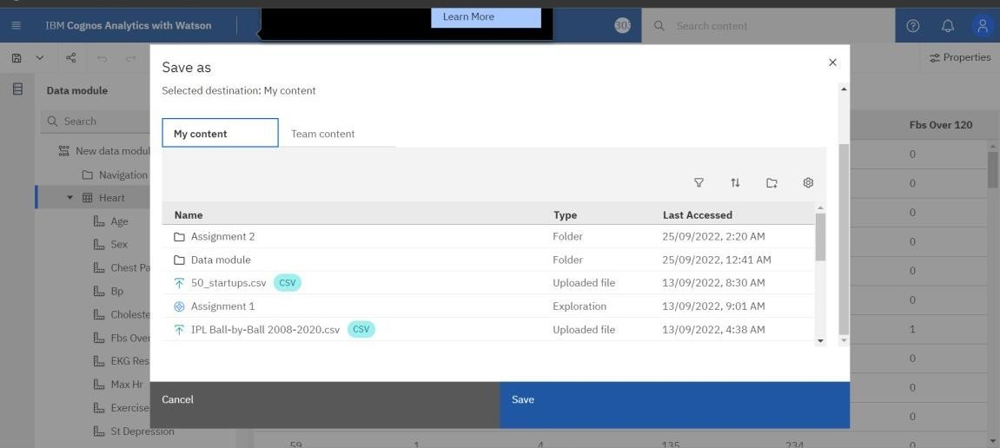 Learn More
IBM Cognos Analytics with Watson
Search content
Properties
Save as
Selected destination: My content
My content
Team content
Data module
Search
New data modul
Navigation
Heart
Age
Sex
Chest Pa
Bp
Choleste
Fbs Over
EKG Res
Max Hr
Exercise
St Depression
Name Type Last Accessed
Assignment 2 Folder 25/09/2022, 2:20 AM
Data module Folder 25/09/2022, 12:41 AM
50_startups.csv CSV Uploaded file 13/09/2022, 8:30 AM
Assignment 1 Exploration 13/09/2022, 9:01 AM
IPL Ball-by-Ball 2008-2020.csv CSV Uploaded file 13/09/2022, 4:38 AM
Cancel
Save
Fbs Over 120
0
0
0
0
0
0
1
0
0
0
59 1 4 135 234 0